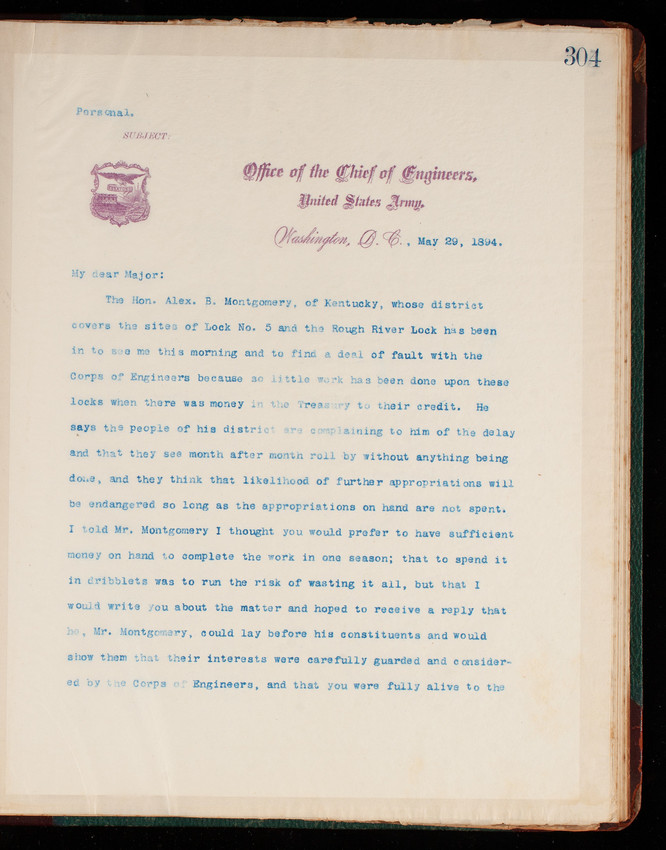 304
Personal.
SUBJECT:
Office of the Chief of Engineers,
United States Army.
Washington, D. C., May 29, 1894.
My dear Major:
The Hon. Alex. B. Montgomery, of Kentucky, whose district
covers the sites of Lock No. 5 and the Rough River Lock has been
in to see me this morning and to find a deal of fault with the
Corps of Engineers because so little work has been done upon these
locks when there was money in the Treasury to their credit. He
says the people of his district are complaining to him of the delay
and that they see month after month roll by without anything being
done, and they think that likelihood of further appropriations will
be endangered so long as the appropriations on hand are not spent.
I told Mr. Montgomery I thought you would prefer to have sufficient
money on hand to complete the work in one season; that to spend it
in dribblets was to run the risk of wasting it all, but that I
would write you about the matter and hoped to receive a reply that
he, Mr. Montgomery, could lay before his constituents and would
show them that their interests were carefully guarded and consider-
ed by the Corps of Engineers, and that you were fully alive to the